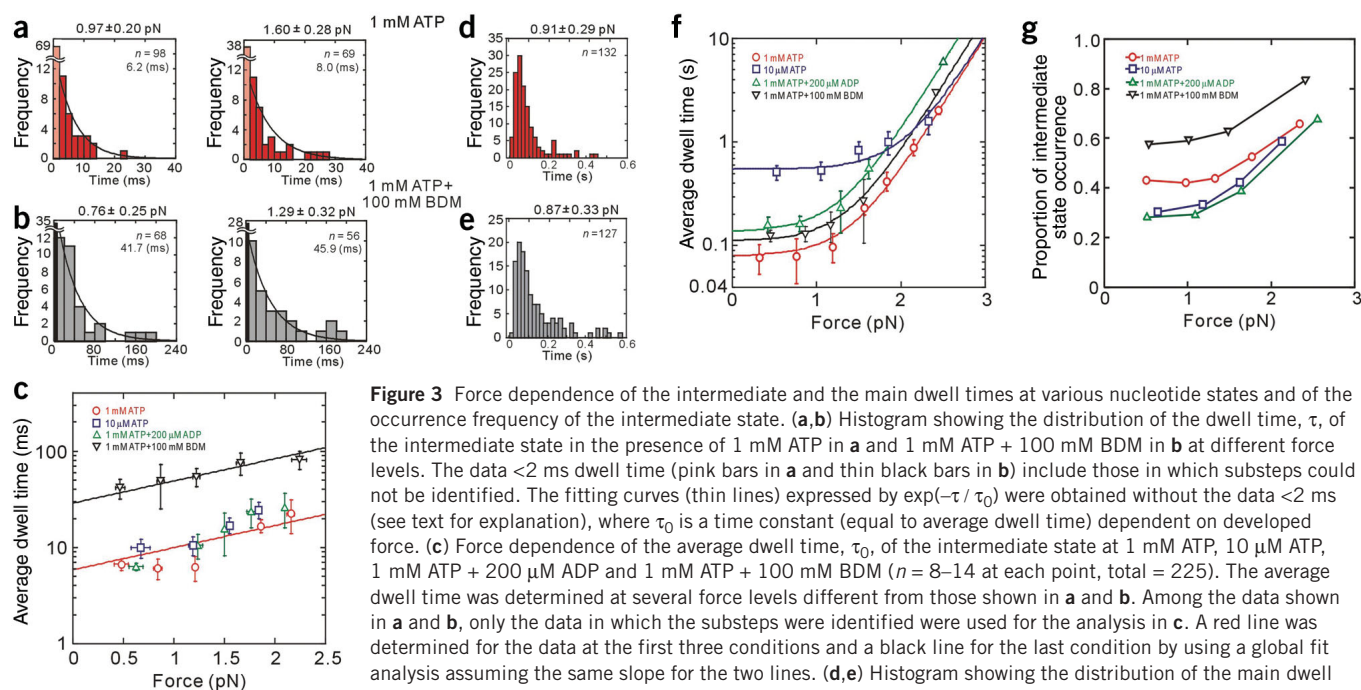 a
0.97±0.20 pN
1.60±0.28 pN
1 mM ATP
Frequency
69
12
8
4
0
n = 98
6.2 (ms)
0 10 20 30 40
Time (ms)
Frequency
38
12
8
4
0
n = 69
8.0 (ms)
0 10 20 30 40
Time (ms)
1 mM ATP+
100 mM BDM
b
0.76±0.25 pN
1.29±0.32 pN
Frequency
35
12
10
8
6
4
2
0
n = 68
41.7 (ms)
0 80 160 240
Time (ms)
Frequency
28
10
8
6
4
2
0
n = 56
45.9 (ms)
0 80 160 240
Time (ms)
d
0.91±0.29 pN
Frequency
35
30
25
20
15
10
5
0
n = 132
0 0.2 0.4 0.6
Time (s)
e
0.87±0.33 pN
Frequency
25
20
15
10
5
0
n = 127
0 0.2 0.4 0.6
Time (s)
f
Average dwell time (s)
10
1
0.1
0.04
1 mM ATP
10 µM ATP
1 mM ATP+200 µM ADP
1 mM ATP+100 mM BDM
0 1 2 3
Force (pN)
g
Proportion of intermediate
state occurrence
1.0
0.8
0.6
0.4
0.2
0
1 mM ATP
10 µM ATP
1 mM ATP+200 µM ADP
1 mM ATP+100 mM BDM
0 1 2 3
Force (pN)
c
Average dwell time (ms)
100
10
1
1 mM ATP
10 µM ATP
1 mM ATP+200 µM ADP
1 mM ATP+100 mM BDM
0 0.5 1 1.5 2 2.5
Force (pN)
Figure 3 Force dependence of the intermediate and the main dwell times at various nucleotide states and of the
occurrence frequency of the intermediate state. (a,b) Histogram showing the distribution of the dwell time, τ, of
the intermediate state in the presence of 1 mM ATP in a and 1 mM ATP + 100 mM BDM in b at different force
levels. The data <2 ms dwell time (pink bars in a and thin black bars in b) include those in which substeps could
not be identified. The fitting curves (thin lines) expressed by exp(–τ / τ₀) were obtained without the data <2 ms
(see text for explanation), where τ₀ is a time constant (equal to average dwell time) dependent on developed
force. (c) Force dependence of the average dwell time, τ₀, of the intermediate state at 1 mM ATP, 10 µM ATP,
1 mM ATP + 200 µM ADP and 1 mM ATP + 100 mM BDM (n = 8–14 at each point, total = 225). The average
dwell time was determined at several force levels different from those shown in a and b. Among the data shown
in a and b, only the data in which the substeps were identified were used for the analysis in c. A red line was
determined for the data at the first three conditions and a black line for the last condition by using a global fit
analysis assuming the same slope for the two lines. (d,e) Histogram showing the distribution of the main dwell